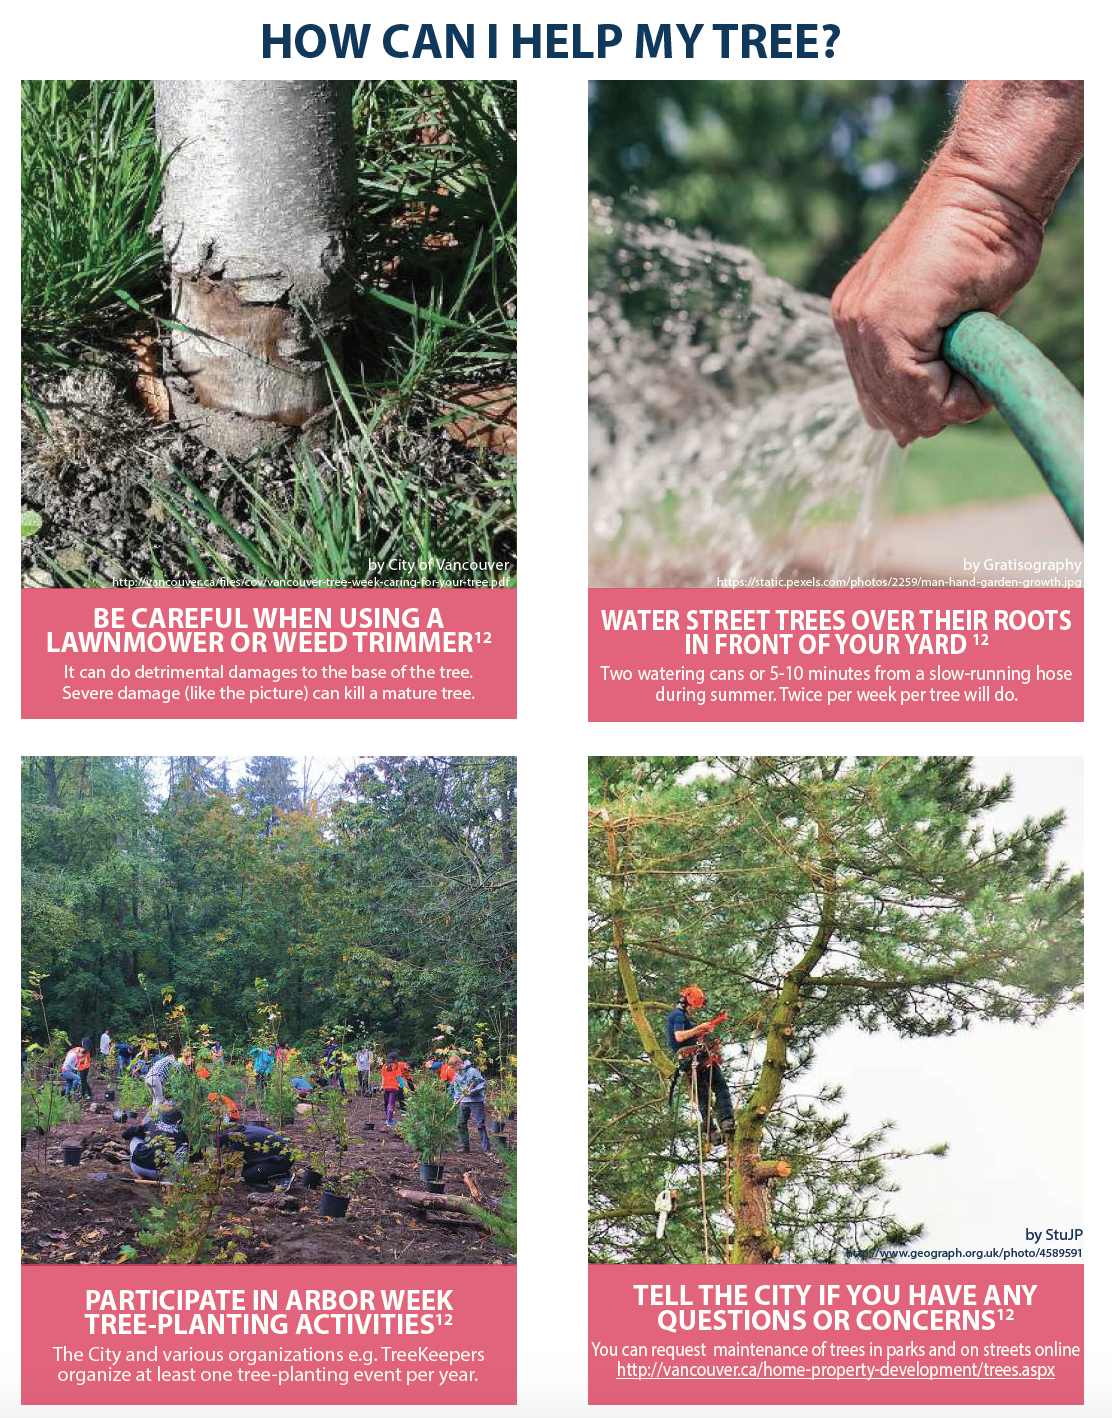 HOW CAN I HELP MY TREE?
by City of Vancouver
http://vancouver.ca/files/cov/vancouver-tree-week-caring-for-your-tree.pdf
BE CAREFUL WHEN USING A
LAWNMOWER OR WEED TRIMMER¹²
It can do detrimental damages to the base of the tree.
Severe damage (like the picture) can kill a mature tree.
by Gratisography
https://static.pexels.com/photos/2259/man-hand-garden-growth.jpg
WATER STREET TREES OVER THEIR ROOTS
IN FRONT OF YOUR YARD ¹²
Two watering cans or 5-10 minutes from a slow-running hose
during summer. Twice per week per tree will do.
PARTICIPATE IN ARBOR WEEK
TREE-PLANTING ACTIVITIES¹²
The City and various organizations e.g. TreeKeepers
organize at least one tree-planting event per year.
by StuJP
http://www.geograph.org.uk/photo/4589591
TELL THE CITY IF YOU HAVE ANY
QUESTIONS OR CONCERNS¹²
You can request maintenance of trees in parks and on streets online
http://vancouver.ca/home-property-development/trees.aspx